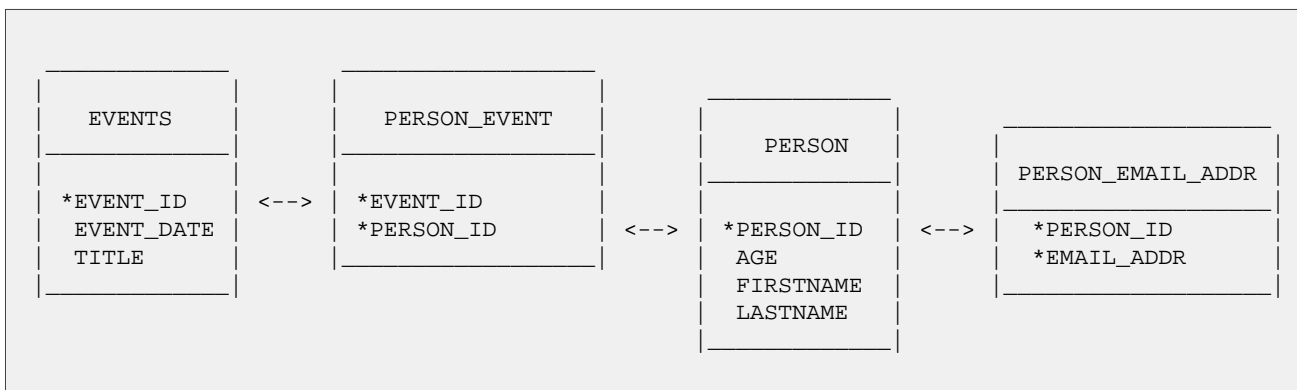 EVENTS
*EVENT_ID
EVENT_DATE
TITLE
<-->
PERSON_EVENT
*EVENT_ID
*PERSON_ID
<-->
PERSON
*PERSON_ID
AGE
FIRSTNAME
LASTNAME
<-->
PERSON_EMAIL_ADDR
*PERSON_ID
*EMAIL_ADDR